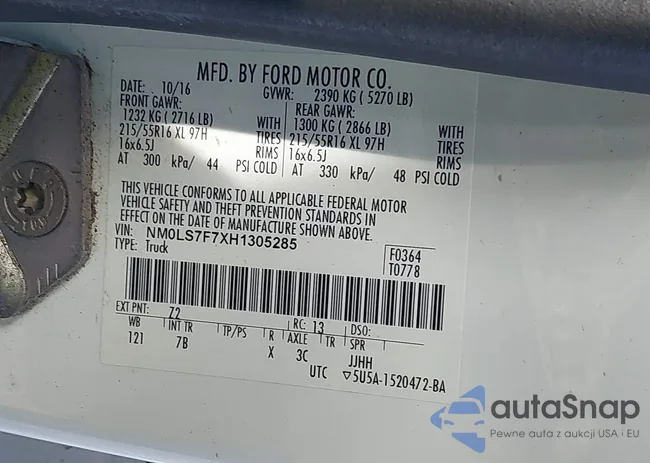 MFD. BY FORD MOTOR CO.
DATE: 10/16 GVWR: 2390 KG (5270 LB)
FRONT GAWR: REAR GAWR:
1232 KG (2716 LB) WITH 1300 KG (2866 LB) WITH
215/55R16 XL 97H TIRES 215/55R16 XL 97H TIRES
16x6.5J RIMS 16x6.5J RIMS
AT 300 kPa/ 44 PSI COLD AT 330 kPa/ 48 PSI COLD
THIS VEHICLE CONFORMS TO ALL APPLICABLE FEDERAL MOTOR
VEHICLE SAFETY AND THEFT PREVENTION STANDARDS IN
EFFECT ON THE DATE OF MANUFACTURE SHOWN ABOVE.
VIN: NM0LS7F7XH1305285
TYPE: Truck
F0364
T0778
EXT PNT: Z2 RC: 13 DSO:
WB INT TR TP/PS R AXLE TR SPR
121 7B X 3C JJHH
UTC ▽5U5A-1520472-BA
autaSnap
Pewne auta z aukcji USA i EU